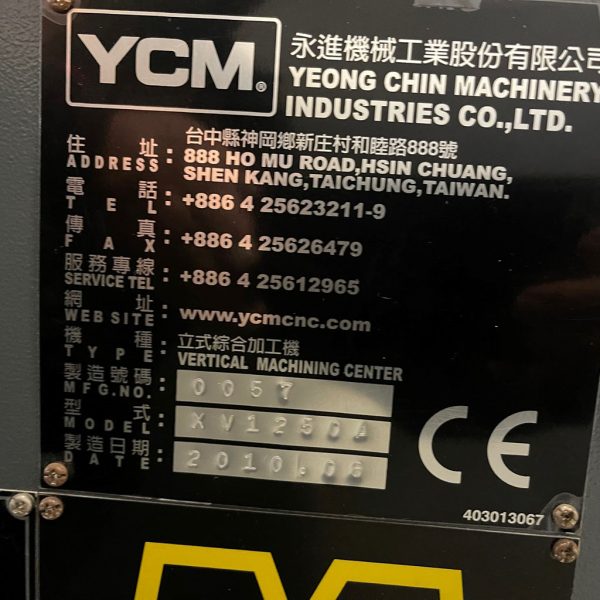 YCM®
永進機械工業股份有限公司
YEONG CHIN MACHINERY
INDUSTRIES CO.,LTD.
住址 ADDRESS : 台中縣神岡鄉新庄村和睦路888號
888 HO MU ROAD,HSIN CHUANG,
SHEN KANG,TAICHUNG,TAIWAN.
電話 TEL : +886 4 25623211-9
傳真 FAX : +886 4 25626479
服務專線 SERVICE TEL : +886 4 25612965
網址 WEBSITE : www.ycmcnc.com
機種 TYPE : 立式綜合加工機
VERTICAL MACHINING CENTER
製造號碼 MFG.NO. : 0057
型式 MODEL : XV1250A
製造日期 DATE : 2010.06
CE
403013067